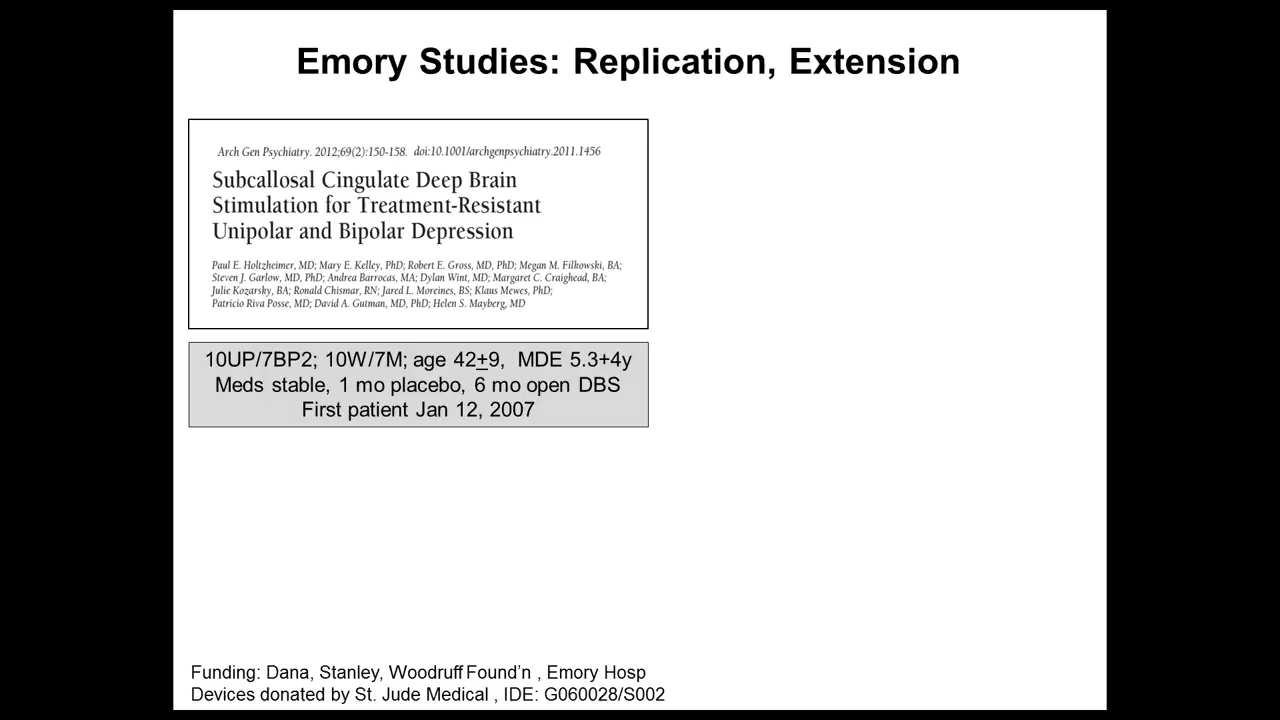 Emory Studies: Replication, Extension
Arch Gen Psychiatry. 2012;69(2):150-158. doi:10.1001/archgenpsychiatry.2011.1456
Subcallosal Cingulate Deep Brain
Stimulation for Treatment-Resistant
Unipolar and Bipolar Depression
Paul E. Holtzheimer, MD; Mary E. Kelley, PhD; Robert E. Gross, MD, PhD; Megan M. Filkowski, BA;
Steven J. Garlow, MD, PhD; Andrea Barrocas, MA; Dylan Wint, MD; Margaret C. Craighead, BA;
Julie Kozarsky, BA; Ronald Chismar, RN; Jared L. Moreines, BS; Klaus Mewes, PhD;
Patricio Riva Posse, MD; David A. Gutman, MD, PhD; Helen S. Mayberg, MD
10UP/7BP2; 10W/7M; age 42±9, MDE 5.3+4y
Meds stable, 1 mo placebo, 6 mo open DBS
First patient Jan 12, 2007
Funding: Dana, Stanley, Woodruff Found’n , Emory Hosp
Devices donated by St. Jude Medical , IDE: G060028/S002